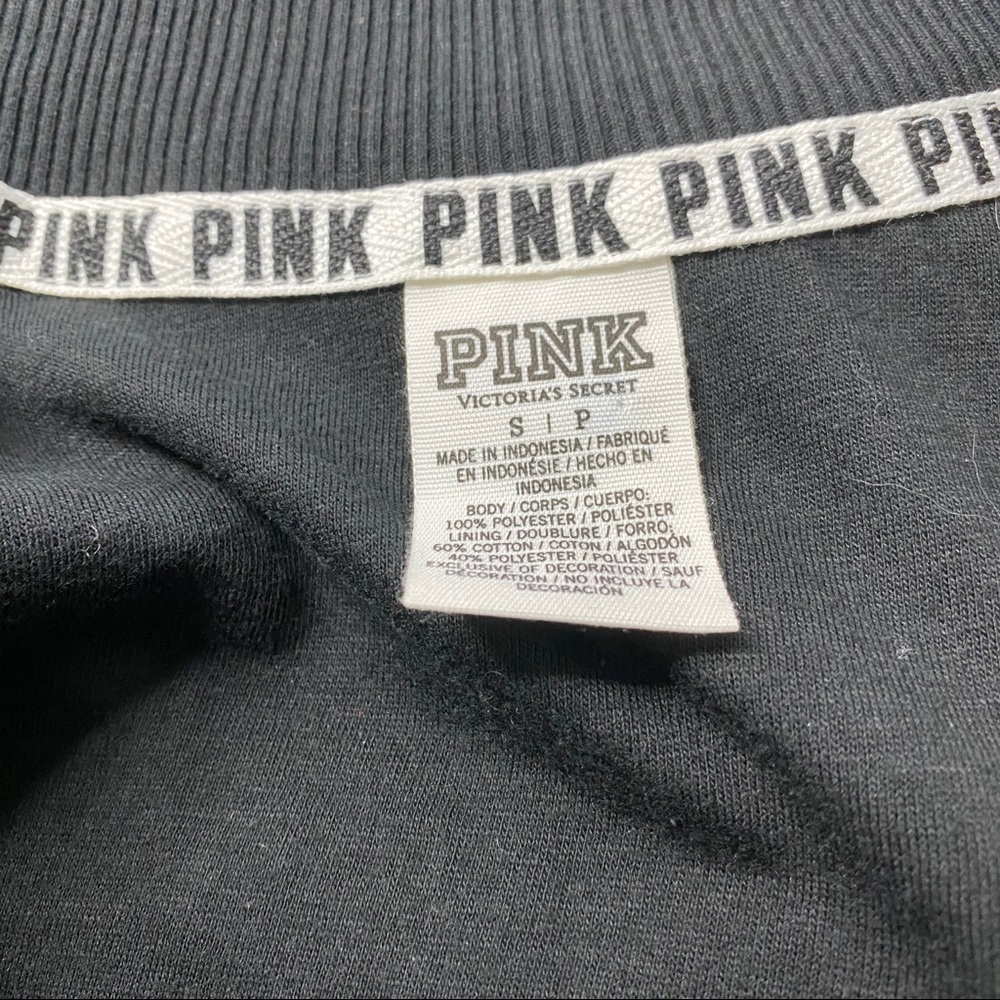 PINK PINK PINK PINK PIN
PINK
VICTORIA'S SECRET
S | P
MADE IN INDONESIA / FABRIQUÉ
EN INDONÉSIE / HECHO EN
INDONESIA
BODY / CORPS / CUERPO:
100% POLYESTER / POLIÉSTER
LINING / DOUBLURE / FORRO:
60% COTTON / COTON / ALGODÓN
40% POLYESTER / POLIÉSTER
EXCLUSIVE OF DECORATION / SAUF
DÉCORATION / NO INCLUYE LA
DECORACIÓN